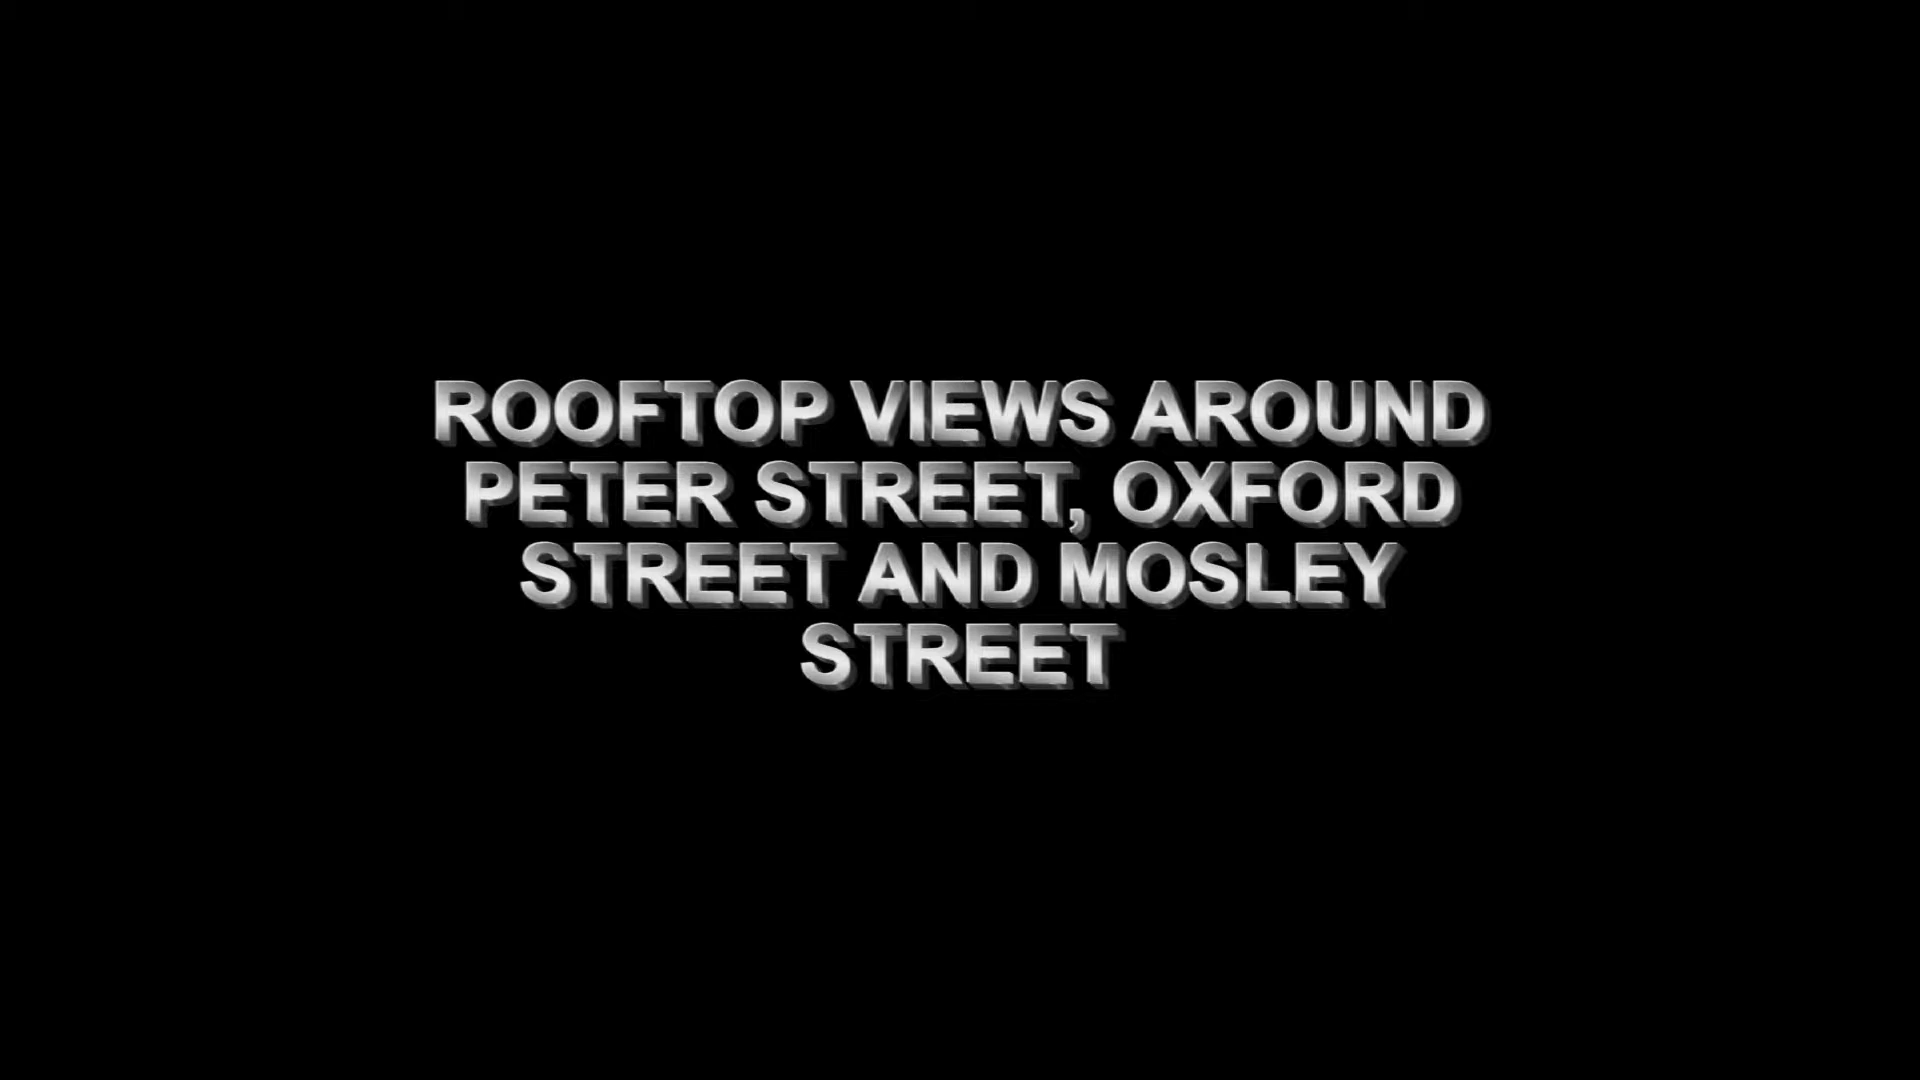 ROOFTOP VIEWS AROUND
PETER STREET, OXFORD
STREET AND MOSLEY
STREET